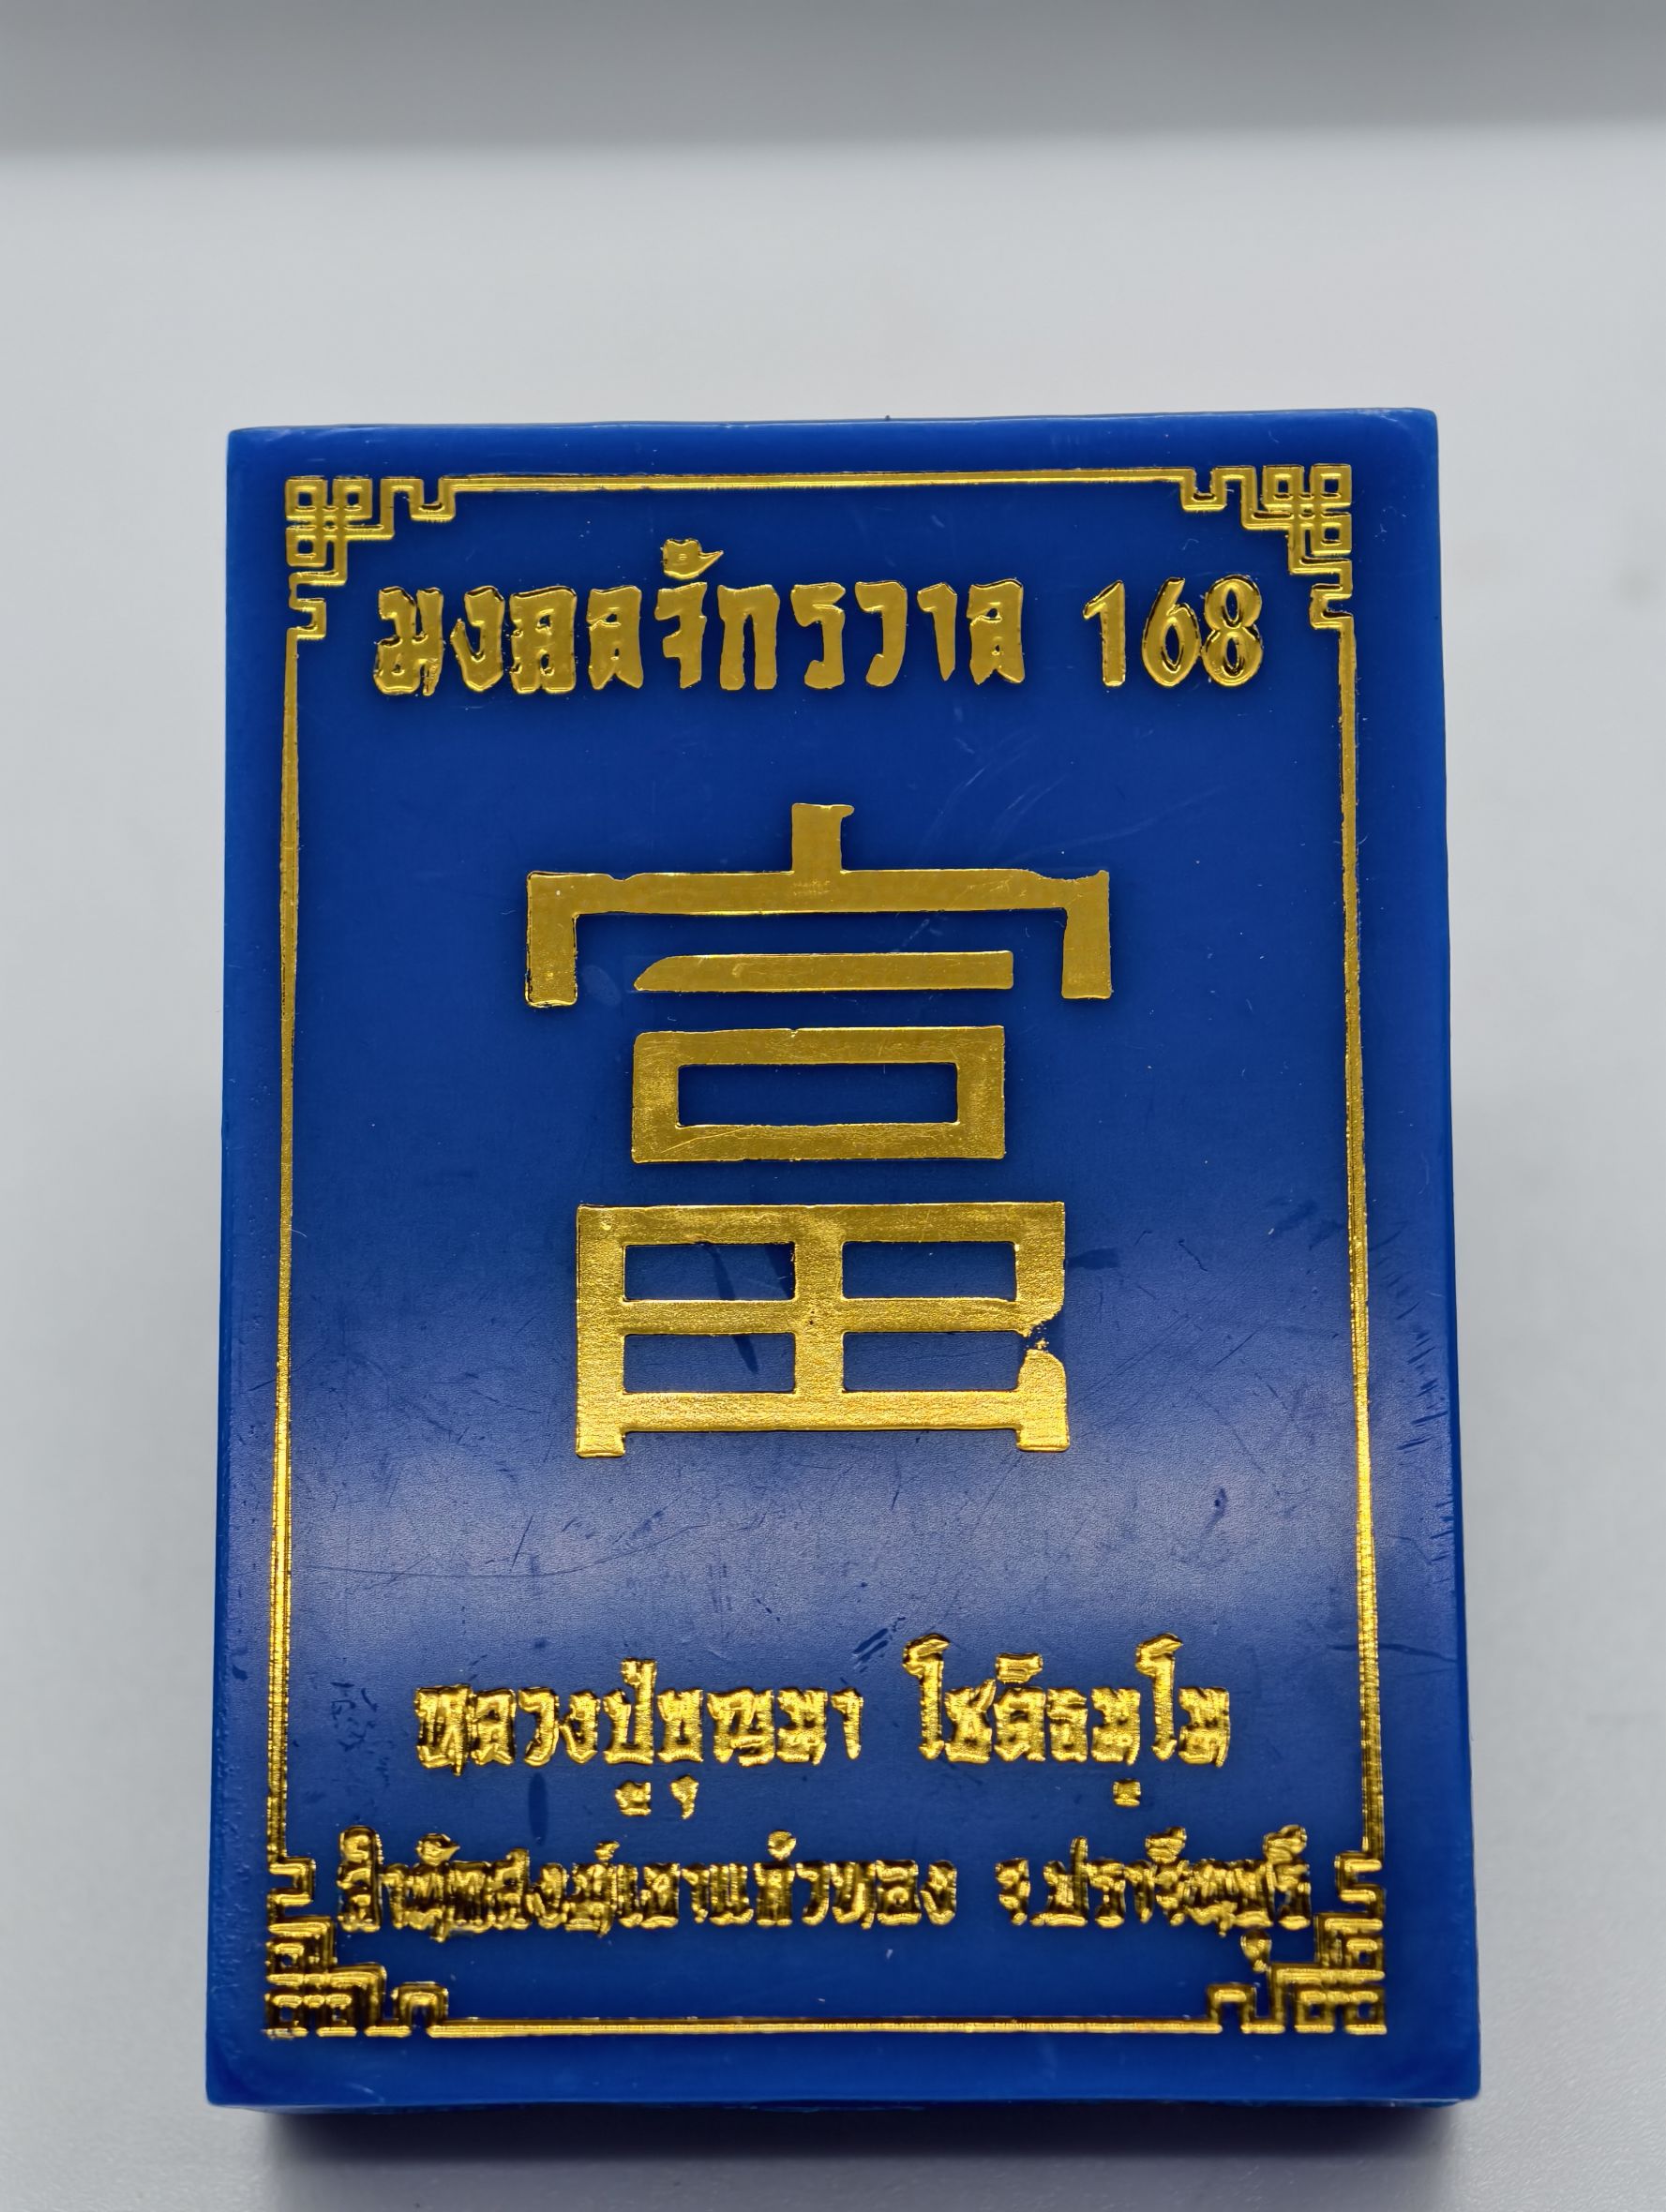 มงคลจักรวาล 168
富
หลวงปู่บุญมา โชติธมฺโม
สำนักสงฆ์เขาแก้วทอง จ.ปราจีนบุรี